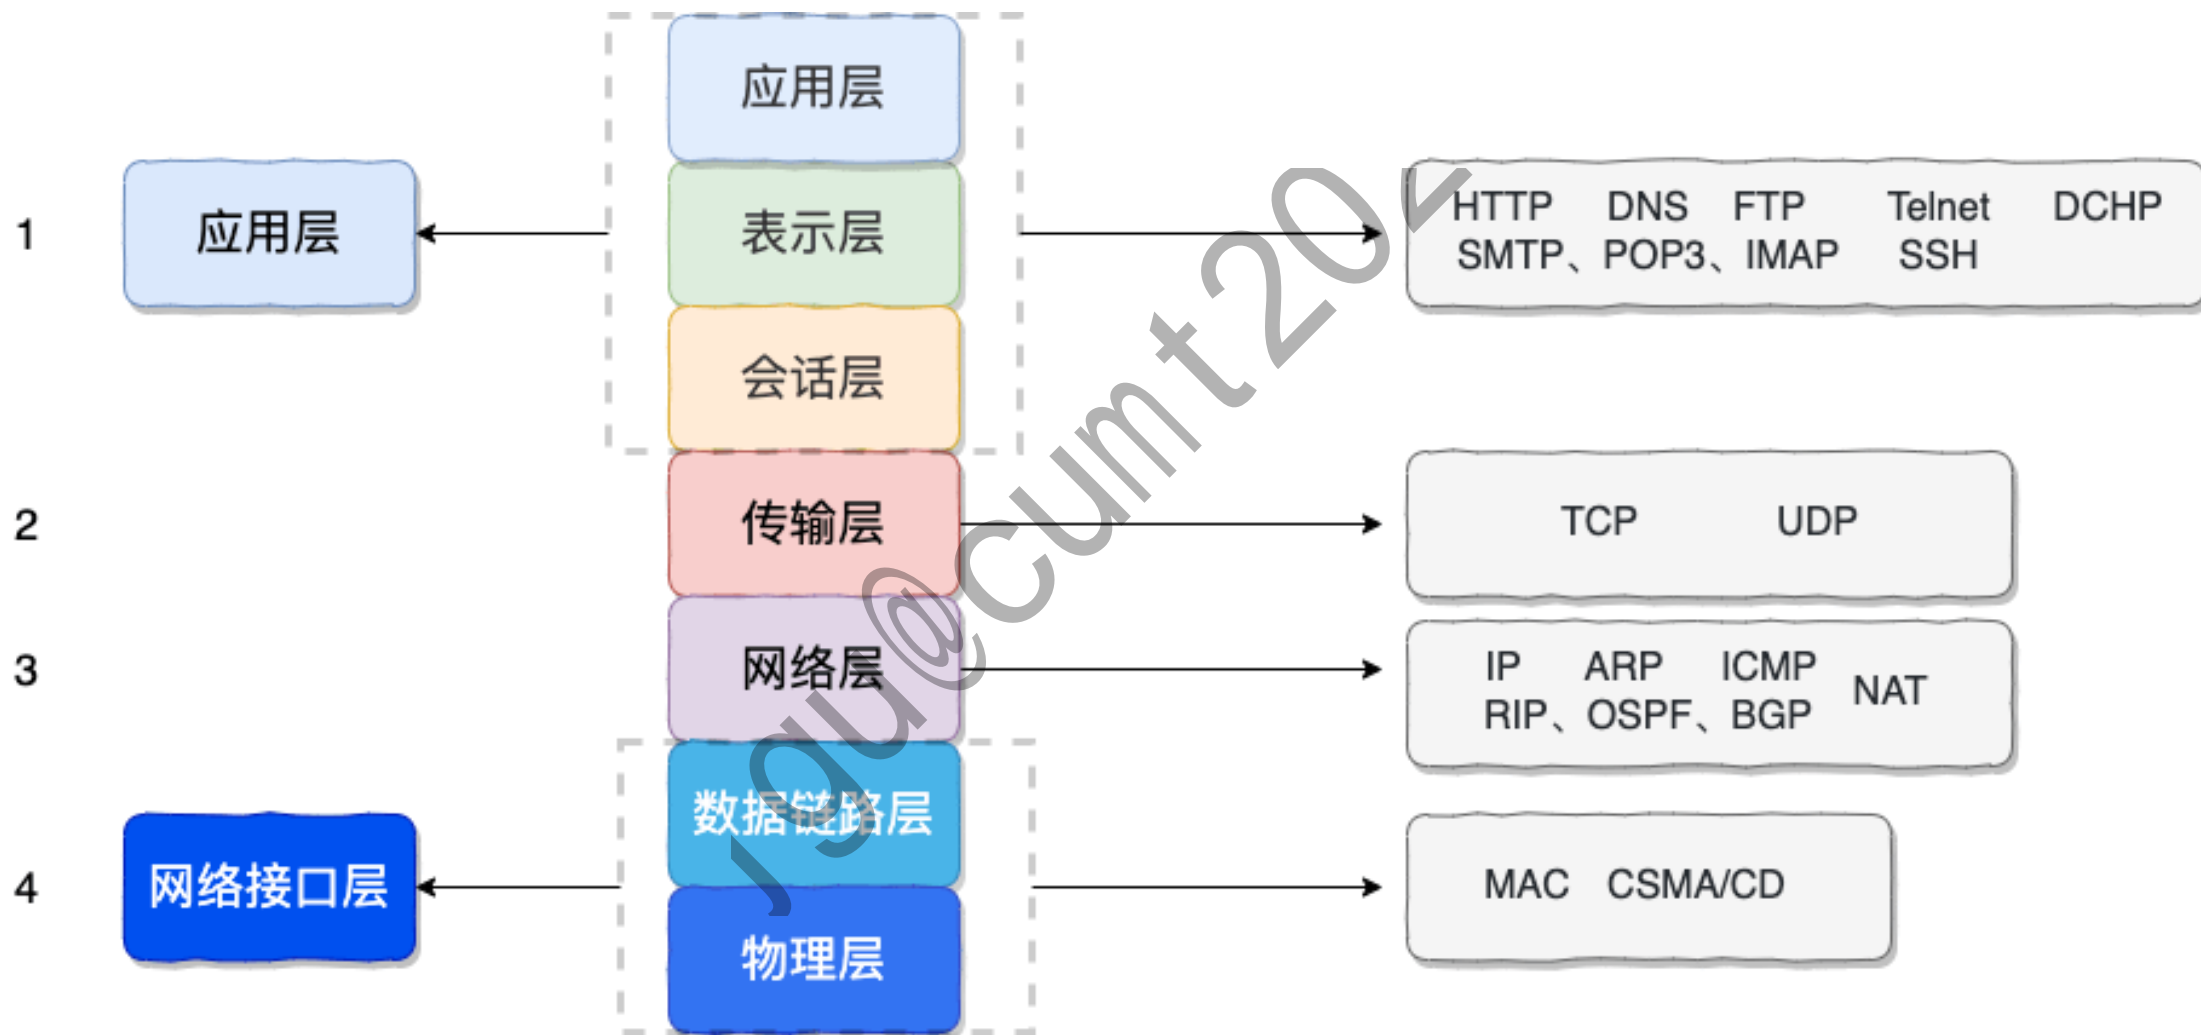 应用层
1 应用层 表示层 HTTP DNS FTP Telnet DCHP
SMTP、POP3、IMAP SSH
会话层
2 传输层 TCP UDP
3 网络层 IP ARP ICMP NAT
RIP、OSPF、BGP
数据链路层
4 网络接口层 MAC CSMA/CD
物理层
gu@cumt202